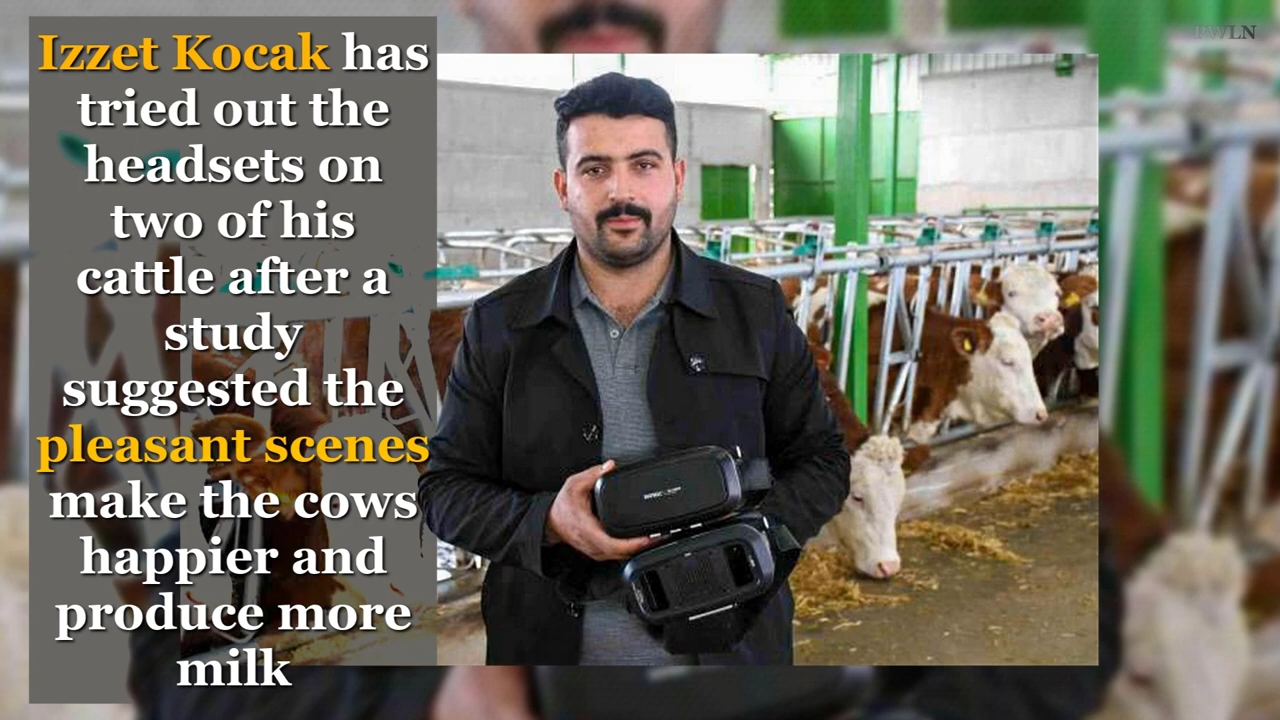 Izzet Kocak has
tried out the
headsets on
two of his
cattle after a
study
suggested the
pleasant scenes
make the cows
happier and
produce more
milk